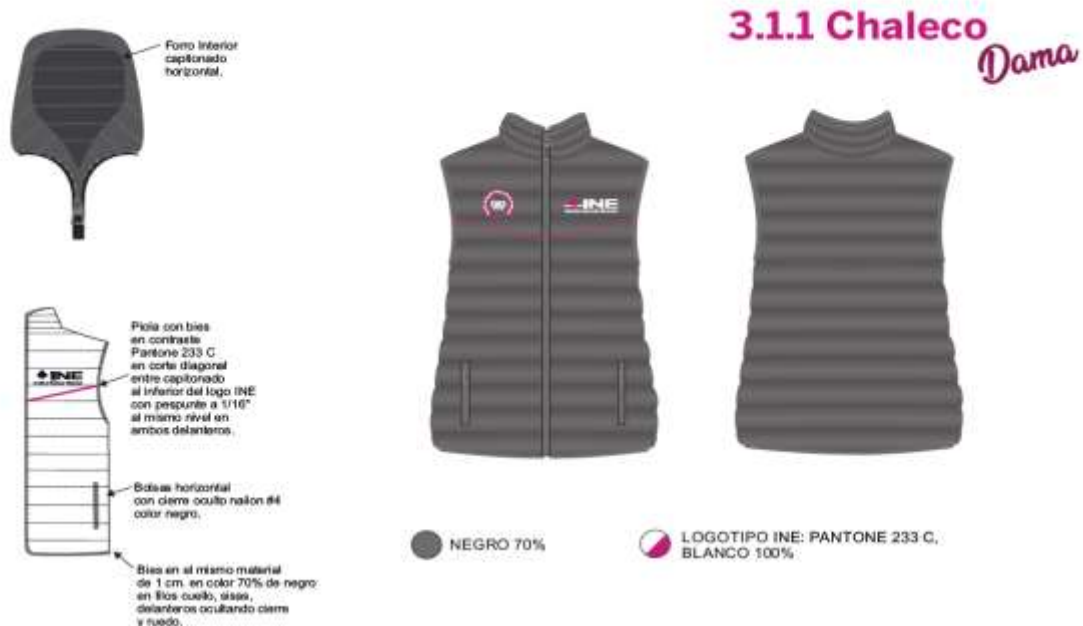 3.1.1 Chaleco
Dama
Forro Interior
capitonado
horizontal.
INE
Piola con bies
en contraste
Pantone 233 C
en corte diagonal
entre capitonado
al inferior del logo INE
con pespunte a 1/16"
al mismo nivel en
ambos delanteros.
INE
Bolsas horizontal
con cierre oculto nailon #4
color negro.
Bies en el mismo material
de 1 cm. en color 70% de negro
en filos cuello, sisas,
delanteros ocultando cierre
y ruedo.
NEGRO 70%
LOGOTIPO INE: PANTONE 233 C,
BLANCO 100%